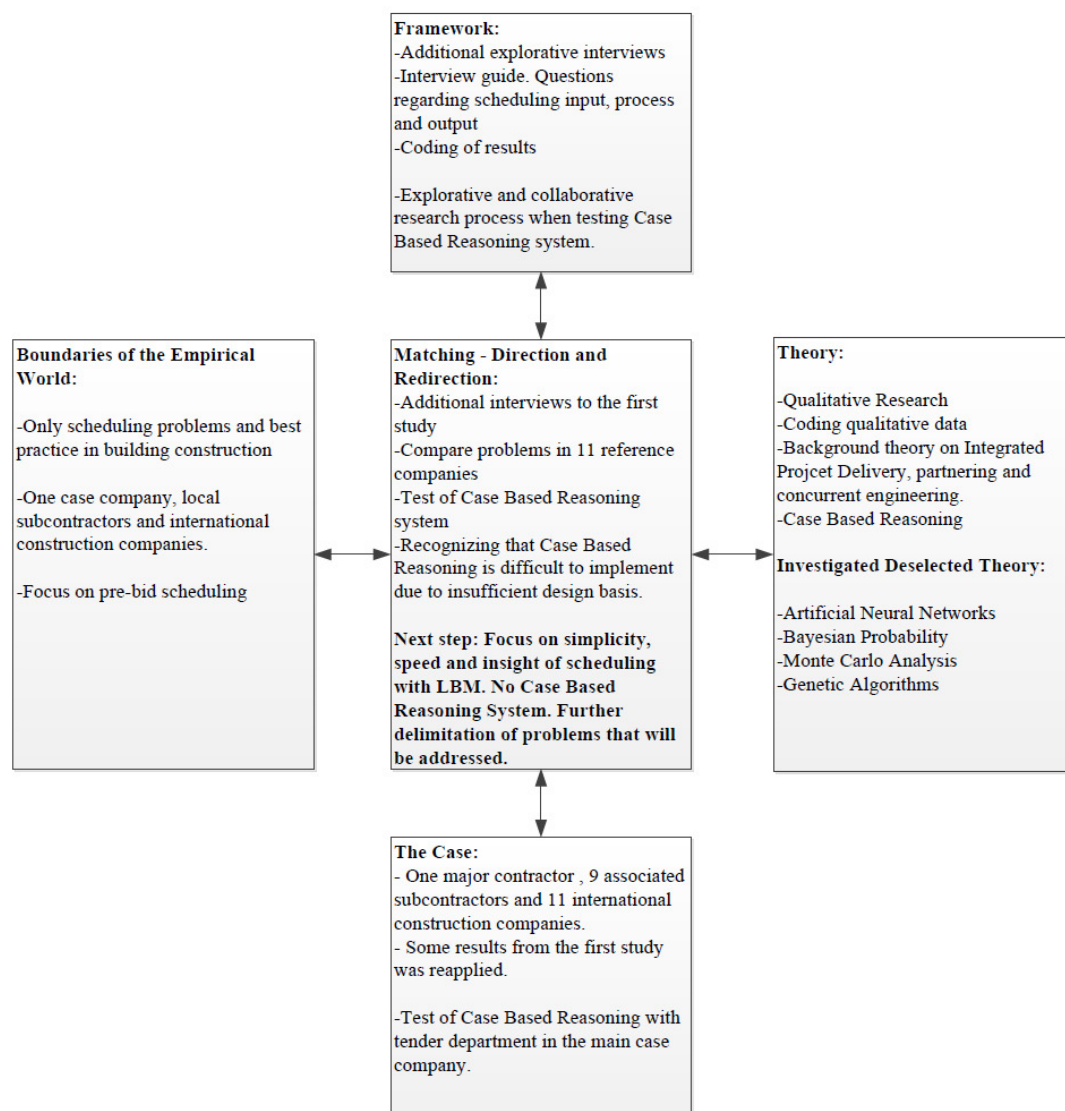 Framework:
-Additional explorative interviews
-Interview guide. Questions
regarding scheduling input, process
and output
-Coding of results
-Explorative and collaborative
research process when testing Case
Based Reasoning system.
Boundaries of the Empirical
World:
-Only scheduling problems and best
practice in building construction
-One case company, local
subcontractors and international
construction companies.
-Focus on pre-bid scheduling
Matching - Direction and
Redirection:
-Additional interviews to the first
study
-Compare problems in 11 reference
companies
-Test of Case Based Reasoning
system
-Recognizing that Case Based
Reasoning is difficult to implement
due to insufficient design basis.
Next step: Focus on simplicity,
speed and insight of scheduling
with LBM. No Case Based
Reasoning System. Further
delimitation of problems that will
be addressed.
Theory:
-Qualitative Research
-Coding qualitative data
-Background theory on Integrated
Projcet Delivery, partnering and
concurrent engineering.
-Case Based Reasoning
Investigated Deselected Theory:
-Artificial Neural Networks
-Bayesian Probability
-Monte Carlo Analysis
-Genetic Algorithms
The Case:
- One major contractor , 9 associated
subcontractors and 11 international
construction companies.
- Some results from the first study
was reapplied.
-Test of Case Based Reasoning with
tender department in the main case
company.